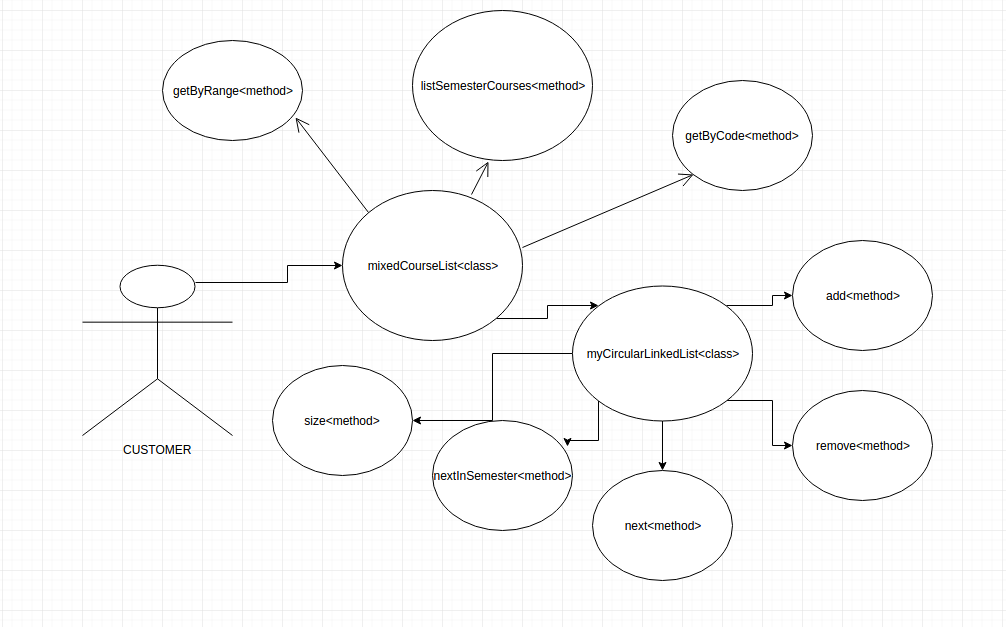 listSemesterCourses<method>
getByRange<method>
getByCode<method>
mixedCourseList<class>
add<method>
myCircularLinkedList<class>
size<method>
CUSTOMER
nextInSemester<method>
remove<method>
next<method>